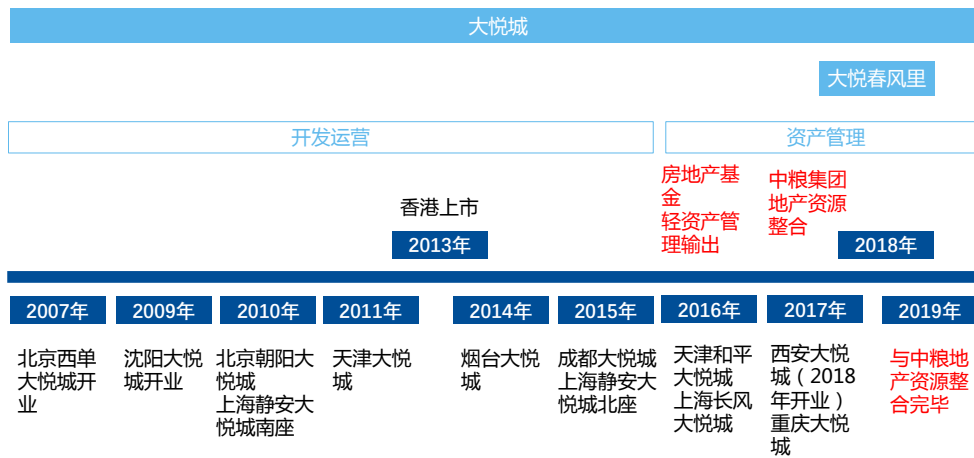 大悦城
大悦春风里
开发运营
资产管理
房地产基
金
轻资产管
理输出
中粮集团
地产资源
整合
香港上市
2013年
2018年
2007年
2009年
2010年
2011年
2014年
2015年
2016年
2017年
2019年
北京西单
大悦城开
业
沈阳大悦
城开业
北京朝阳大
悦城
上海静安大
悦城南座
天津大悦
城
烟台大悦
城
成都大悦城
上海静安大
悦城北座
天津和平
大悦城
上海长风
大悦城
西安大悦
城（2018
年开业）
重庆大悦
城
与中粮地
产资源整
合完毕